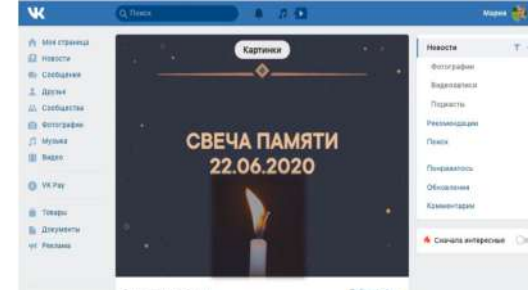 Поиск
Мария
Моя страница
Новости
Сообщения
Друзья
Сообщества
Фотографии
Музыка
Видео
VK Pay
Товары
Документы
Реклама
Картинки
СВЕЧА ПАМЯТИ
22.06.2020
Новости
Фотографии
Видеозаписи
Подкасты
Рекомендации
Поиск
Понравилось
Обновления
Комментарии
Сначала интересные